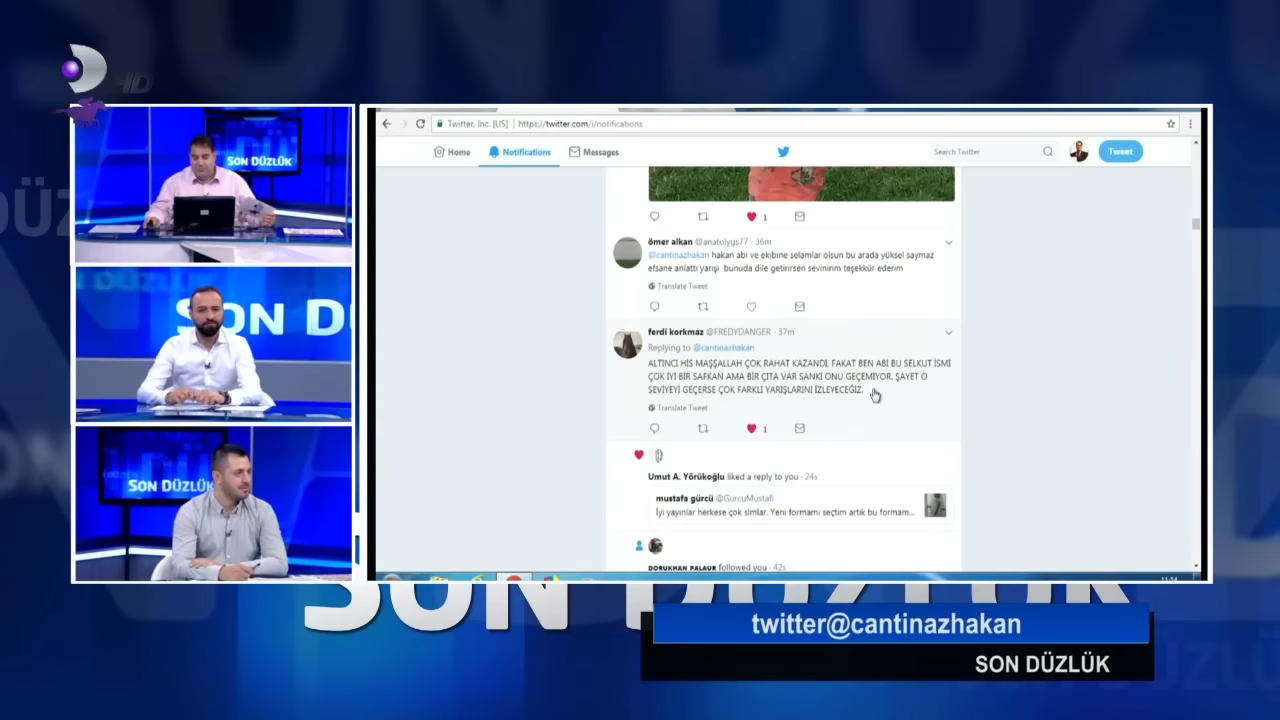 HD
SON DÜZLÜK
SON D
SON DÜZLÜK
Twitter, Inc. [US] | https://twitter.com/i/notifications
Home Notifications Messages Search Twitter Tweet
1
ömer alkan @anatolygs77 · 36m
@cantinazhakan hakan abi ve ekibine selamlar olsun bu arada yüksel saymaz
efsane anlattı yarışı bunuda dile getirirsen sevinirim teşekkür ederim
Translate Tweet
ferdi korkmaz @FREDYDANGER · 37m
Replying to @cantinazhakan
ALTINCI HİS MAŞŞALLAH ÇOK RAHAT KAZANDI. FAKAT BEN ABİ BU SELKUT İSMİ
ÇOK İYİ BİR SAFKAN AMA BİR ÇITA VAR SANKİ ONU GEÇEMİYOR. ŞAYET O
SEVİYEYİ GEÇERSE ÇOK FARKLI YARIŞLARINI İZLEYECEĞİZ.
Translate Tweet
1
Umut A. Yörükoğlu liked a reply to you · 24s
mustafa gürcü @GurcuMustafi
İyi yayınlar herkese çok slmlar. Yeni formamı seçtim artık bu formam...
DORUKHAN PALAUR followed you · 42s
SON DÜZLÜK
twitter@cantinazhakan
SON DÜZLÜK